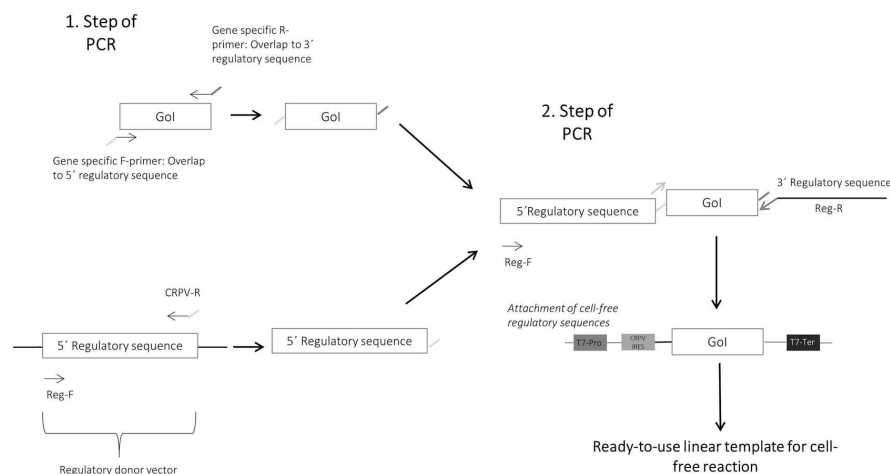 1. Step of
PCR
Gene specific R-
primer: Overlap to 3´
regulatory sequence
GoI
GoI
Gene specific F-primer: Overlap
to 5´ regulatory sequence
CRPV-R
5´ Regulatory sequence
5´ Regulatory sequence
Reg-F
Regulatory donor vector
2. Step of
PCR
3´ Regulatory sequence
5´Regulatory sequence
GoI
Reg-R
Reg-F
Attachment of cell-free
regulatory sequences
T7-Pro
CRPV
IRES
GoI
T7-Ter
Ready-to-use linear template for cell-
free reaction